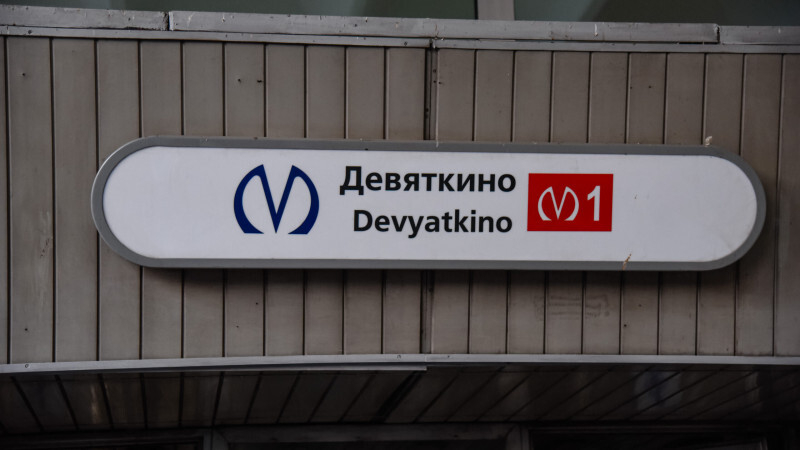 Девяткино
Devyatkino
1